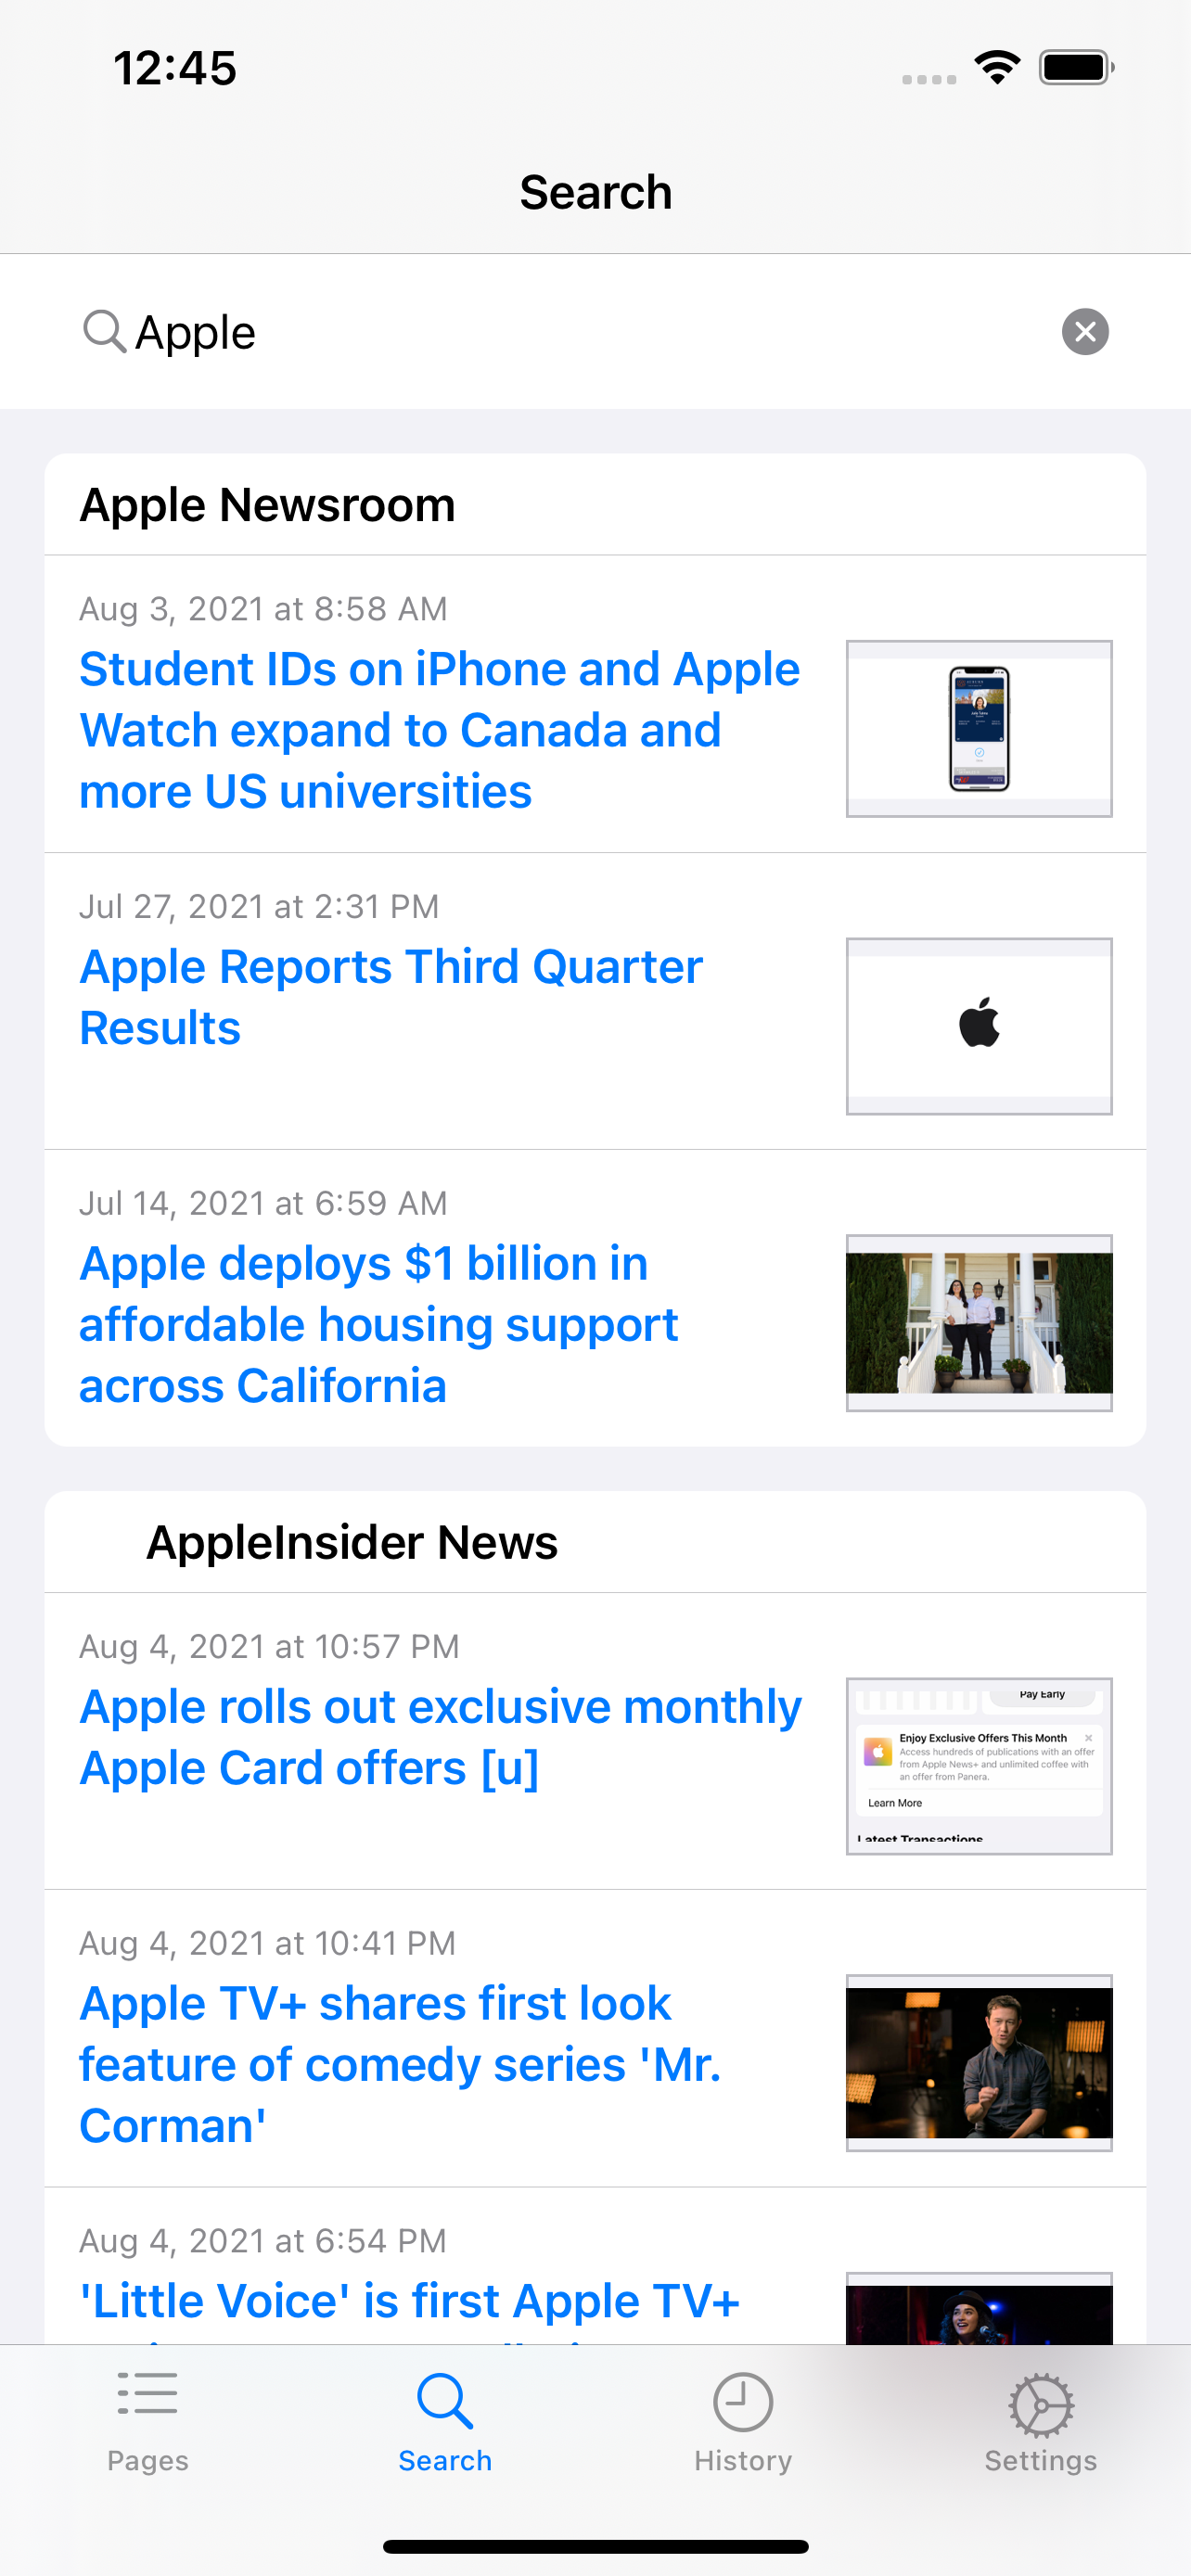 12:45
Search
Apple
Apple Newsroom
Aug 3, 2021 at 8:58 AM
Student IDs on iPhone and Apple
Watch expand to Canada and
more US universities
Jul 27, 2021 at 2:31 PM
Apple Reports Third Quarter
Results
Jul 14, 2021 at 6:59 AM
Apple deploys $1 billion in
affordable housing support
across California
AppleInsider News
Aug 4, 2021 at 10:57 PM
Apple rolls out exclusive monthly
Apple Card offers [u]
Pay Early
Enjoy Exclusive Offers This Month
Access hundreds of publications with an offer
from Apple News+ and unlimited coffee with
an offer from Panera.
Learn More
Latest Transactions
Aug 4, 2021 at 10:41 PM
Apple TV+ shares first look
feature of comedy series 'Mr.
Corman'
Aug 4, 2021 at 6:54 PM
'Little Voice' is first Apple TV+
Pages
Search
History
Settings